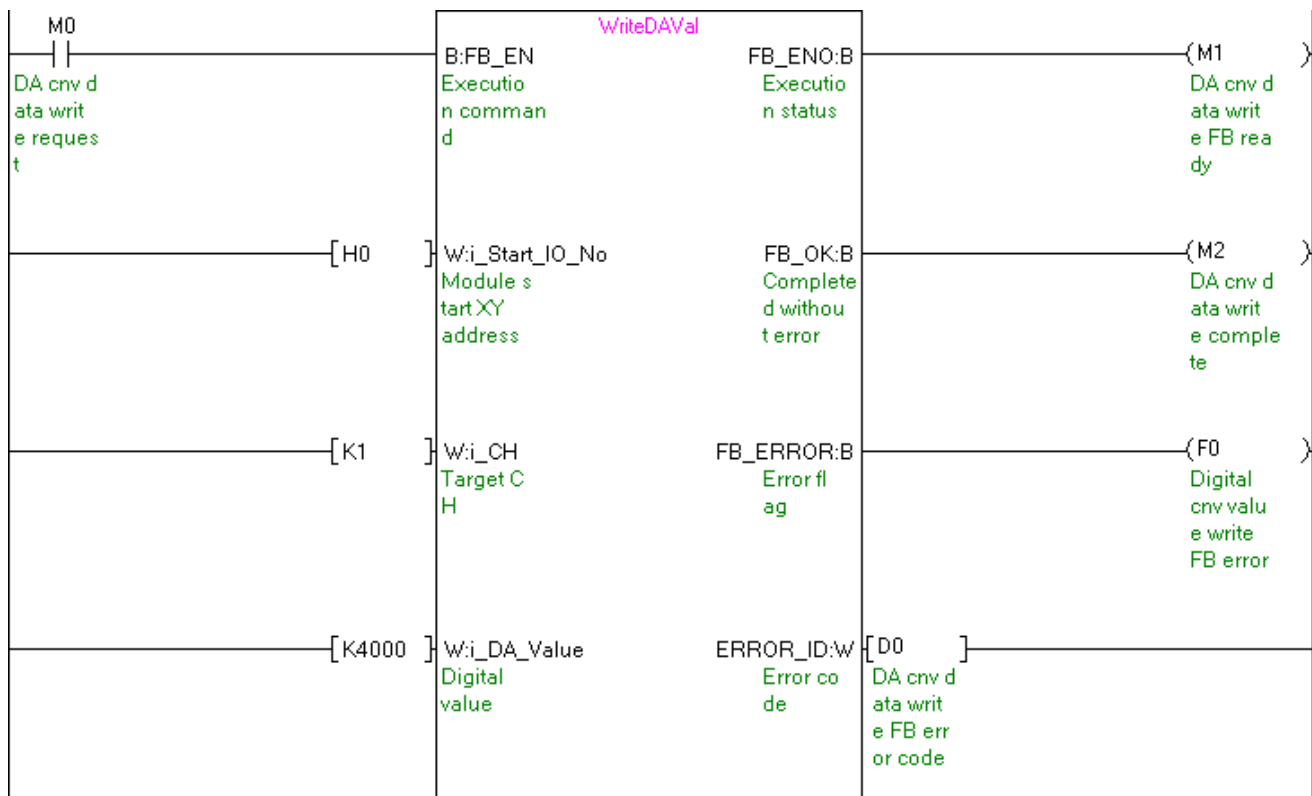 M0
WriteDAVal
B:FB_EN
FB_ENO:B
(M1 )
DA cnv d
ata writ
e reques
t
Executio
n comman
d
Executio
n status
DA cnv d
ata writ
e FB rea
dy
[H0 ]
W:i_Start_IO_No
FB_OK:B
(M2 )
Module s
tart XY
address
Complete
d withou
t error
DA cnv d
ata writ
e comple
te
[K1 ]
W:i_CH
FB_ERROR:B
(F0 )
Target C
H
Error fl
ag
Digital
cnv valu
e write
FB error
[K4000 ]
W:i_DA_Value
ERROR_ID:W
[D0 ]
Digital
value
Error co
de
DA cnv d
ata writ
e FB err
or code